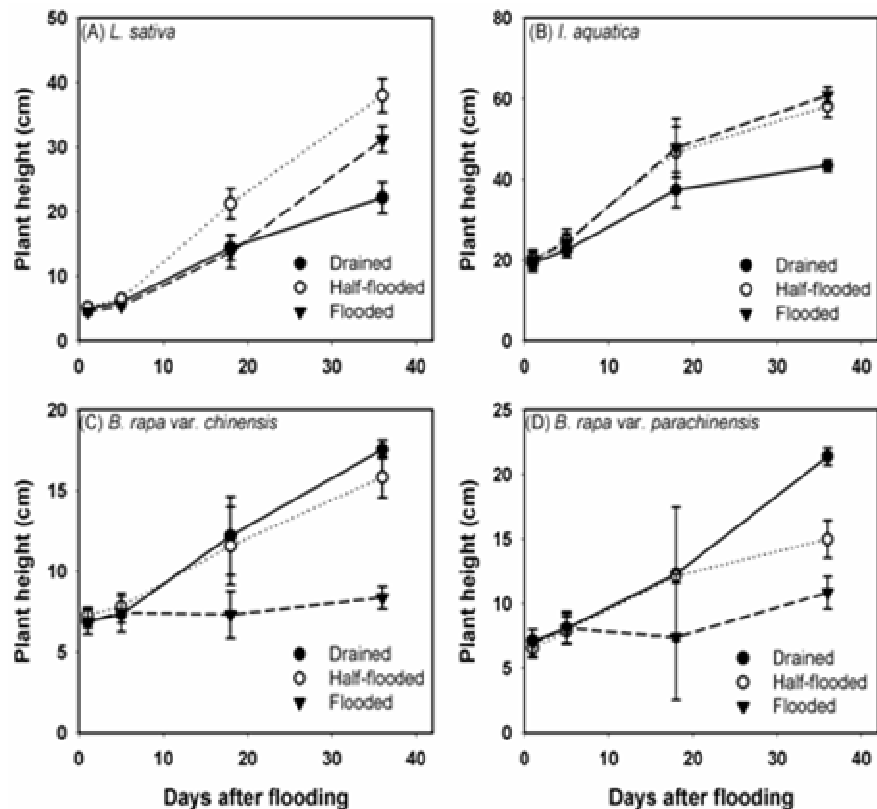 (A) L. sativa
Plant height (cm)
50
40
30
20
10
0
Drained
Half-flooded
Flooded
0 10 20 30 40
(B) I. aquatica
Plant height (cm)
80
60
40
20
0
Drained
Half-flooded
Flooded
0 10 20 30 40
(C) B. rapa var. chinensis
Plant height (cm)
20
15
10
5
0
Drained
Half-flooded
Flooded
0 10 20 30 40
Days after flooding
(D) B. rapa var. parachinensis
Plant height (cm)
25
20
15
10
5
0
Drained
Half-flooded
Flooded
0 10 20 30 40
Days after flooding